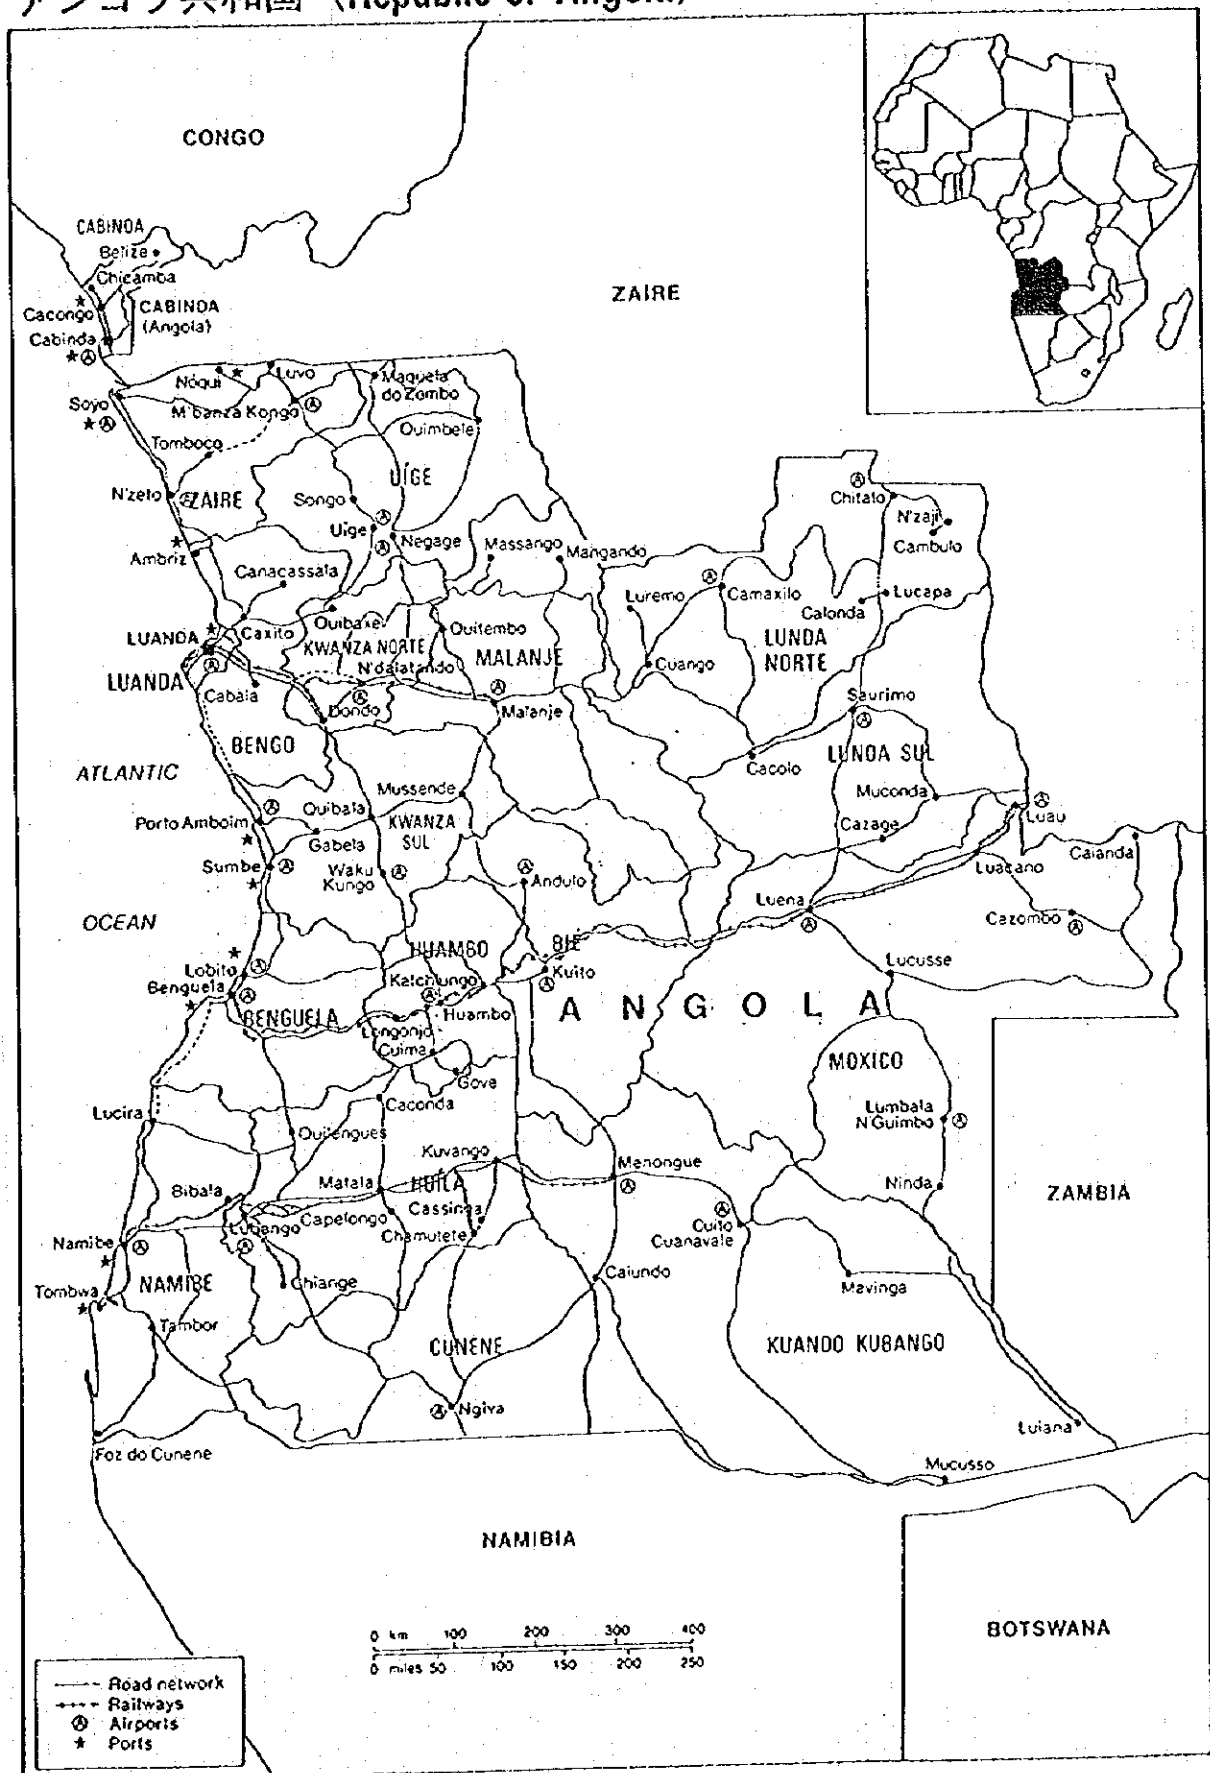 アンゴラ共和国 (Republic of Angola)
CONGO
CABINDA
Belize
Chicamba
CABINDA
(Angola)
Cacongo
Cabinda
ZAIRE
Nóqui
Luvo
Maquela
do Zombo
Soyo
M'banza Kongo
Quimbele
Tomboco
UÍGE
N'zeto
ZAIRE
Songo
Chitato
N'zaji
Uíge
Negage
Massango
Mangando
Cambulo
Ambriz
Canacassala
Luremo
Camaxilo
Calonda
Lucapa
LUANDA
Caxito
Quibaxe
Quitembo
KWANZA NORTE
MALANJE
LUNDA
NORTE
N'dalatando
Cuango
LUANDA
Cabala
Dondo
Malanje
Saurimo
BENGO
Cacolo
LUNDA SUL
ATLANTIC
Mussende
Muconda
Quibala
Porto Amboim
KWANZA
SUL
Luau
Gabela
Cazage
Sumbe
Waku
Kungo
Andulo
Luacano
Caianda
Luena
Cazombo
OCEAN
HUAMBO
BIÉ
Lobito
Katchiungo
Kuito
Lucusse
Benguela
BENGUELA
Huambo
ANGOLA
Longonjo
Cuima
MOXICO
Gove
Lucira
Caconda
Lumbala
N'Guimbo
Quilengues
Kuvango
Menongue
Bibala
Matala
HUÍLA
Ninda
ZAMBIA
Lubango
Capelongo
Cassinga
Chamutete
Cuito
Cuanavale
Namibe
Caiundo
Tombwa
NAMIBE
Chiange
Mavinga
Tambor
CUNENE
KUANDO KUBANGO
Ngiva
Luiana
Foz do Cunene
Mucusso
NAMIBIA
BOTSWANA
0 km 100 200 300 400
0 miles 50 100 150 200 250
Road network
Railways
Airports
Ports